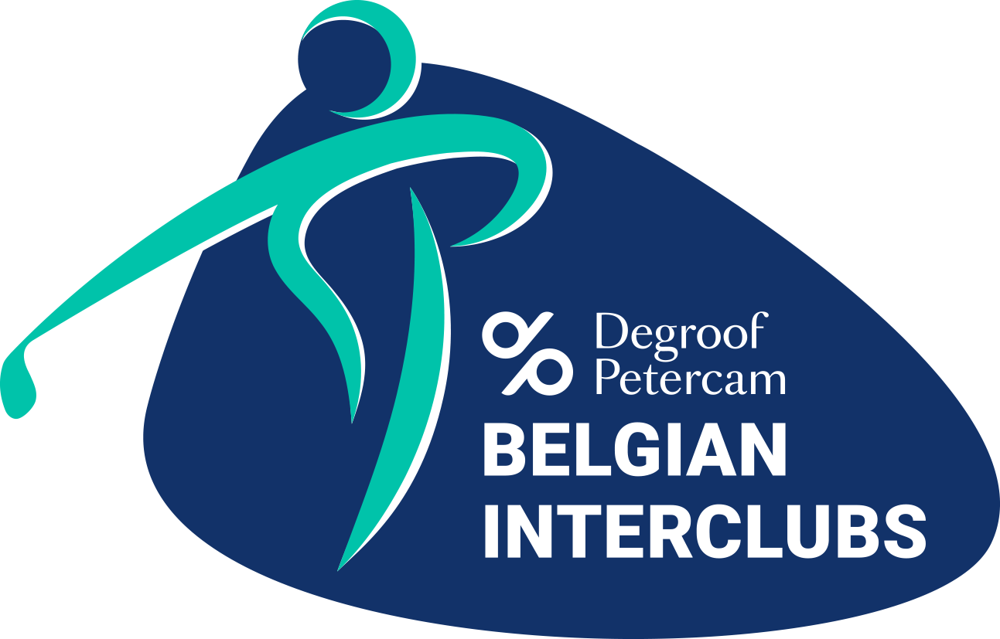 Degroof
Petercam
BELGIAN
INTERCLUBS